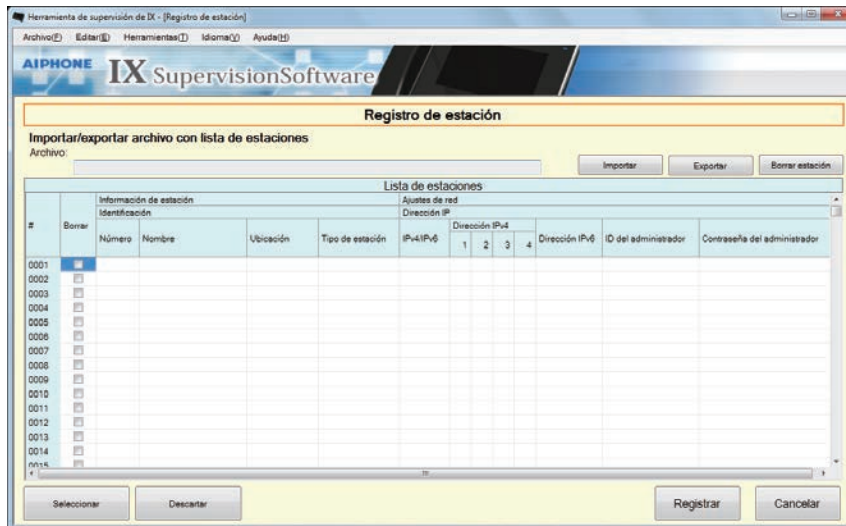 Herramienta de supervisión de IX - [Registro de estación]
Archivo(F) Editar(E) Herramientas(T) Idioma(Y) Ayuda(H)
AIPHONE IX SupervisionSoftware
Registro de estación
Importar/exportar archivo con lista de estaciones
Archivo:
Importar Exportar Borrar estación
Lista de estaciones
Información de estación Ajustes de red
Identificación Dirección IP
# Borrar Número Nombre Ubicación Tipo de estación IPv4/IPv6 Dirección IPv4 Dirección IPv6 ID del administrador Contraseña del administrador
1 2 3 4
0001
0002
0003
0004
0005
0006
0007
0008
0009
0010
0011
0012
0013
0014
0015
Seleccionar Descartar Registrar Cancelar